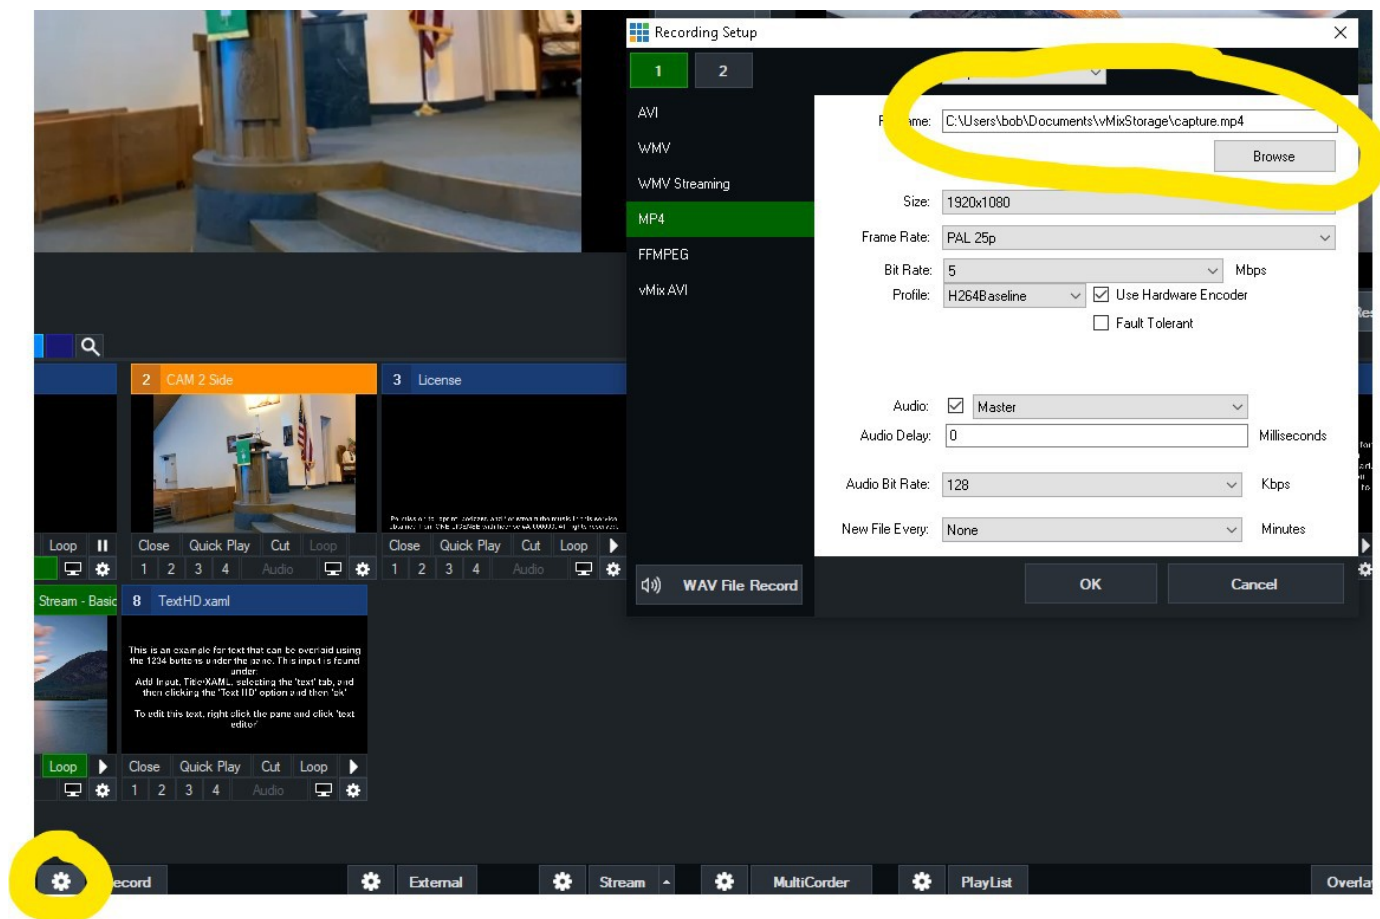 Recording Setup
1 2
AVI
WMV
WMV Streaming
MP4
FFMPEG
vMix AVI
C:\Users\bob\Documents\vMixStorage\capture.mp4
Browse
Size: 1920x1080
Frame Rate: PAL 25p
Bit Rate: 5 Mbps
Profile: H264Baseline Use Hardware Encoder
Fault Tolerant
Audio: Master
Audio Delay: 0 Milliseconds
Audio Bit Rate: 128 Kbps
New File Every: None Minutes
WAV File Record
OK Cancel
2 CAM 2 Side
3 License
Loop
Close Quick Play Cut Loop
Close Quick Play Cut Loop
1 2 3 4 Audio
1 2 3 4 Audio
Stream - Basic
8 TextHD.xaml
This is an example for text that can be overlaid using
the 1234 buttons under the pane. This input is found
under:
Add Input, Title/XAML, selecting the 'text' tab, and
then clicking the 'Text HD' option and then 'ok'
To edit this text, right click the pane and click 'text
editor'
Loop
Close Quick Play Cut Loop
1 2 3 4 Audio
External
Stream
MultiCorder
PlayList